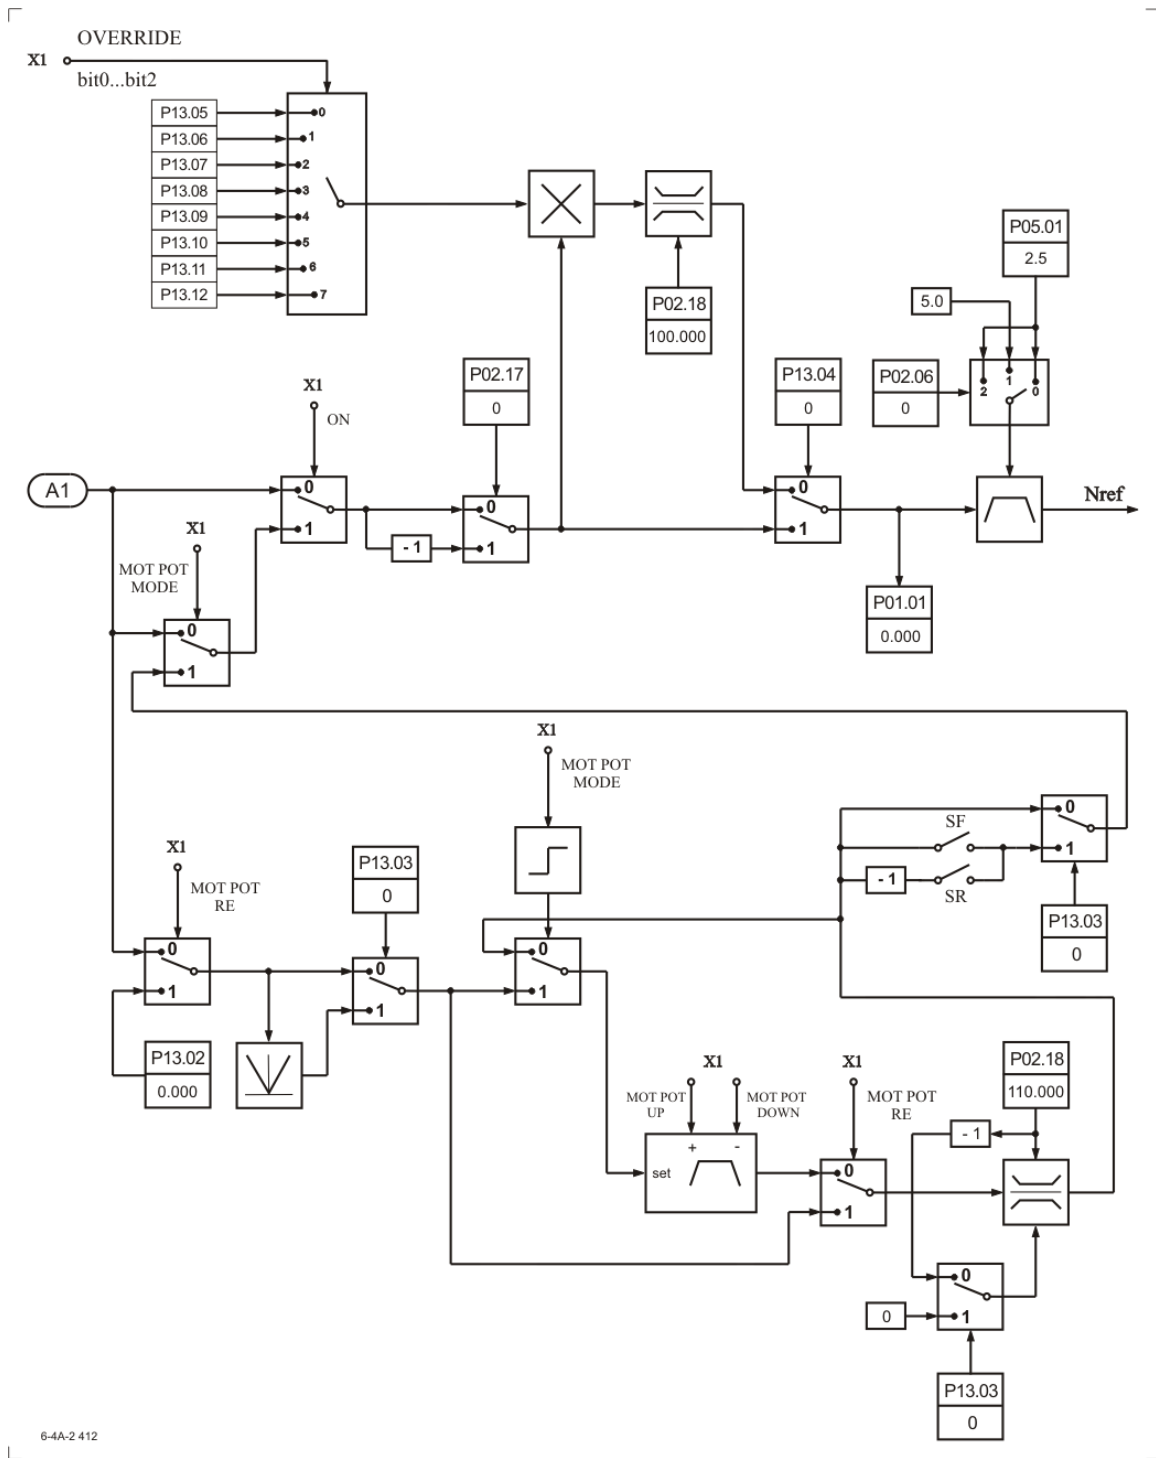 OVERRIDE
X1
bit0...bit2
P13.05
0
P13.06
1
P13.07
2
P13.08
3
P13.09
4
P13.10
5
P13.11
6
P13.12
7
P02.18
100.000
P05.01
2.5
5.0
P02.06
0
2
1
0
X1
ON
P02.17
0
P13.04
0
A1
0
1
- 1
0
1
0
1
Nref
P01.01
0.000
X1
MOT POT
MODE
0
1
X1
MOT POT
MODE
0
1
SF
- 1
SR
P13.03
0
X1
MOT POT
RE
P13.03
0
0
1
0
1
0
1
P13.02
0.000
X1
MOT POT
UP
MOT POT
DOWN
+
-
set
X1
MOT POT
RE
0
1
P02.18
110.000
- 1
0
0
1
P13.03
0
6-4A-2 412